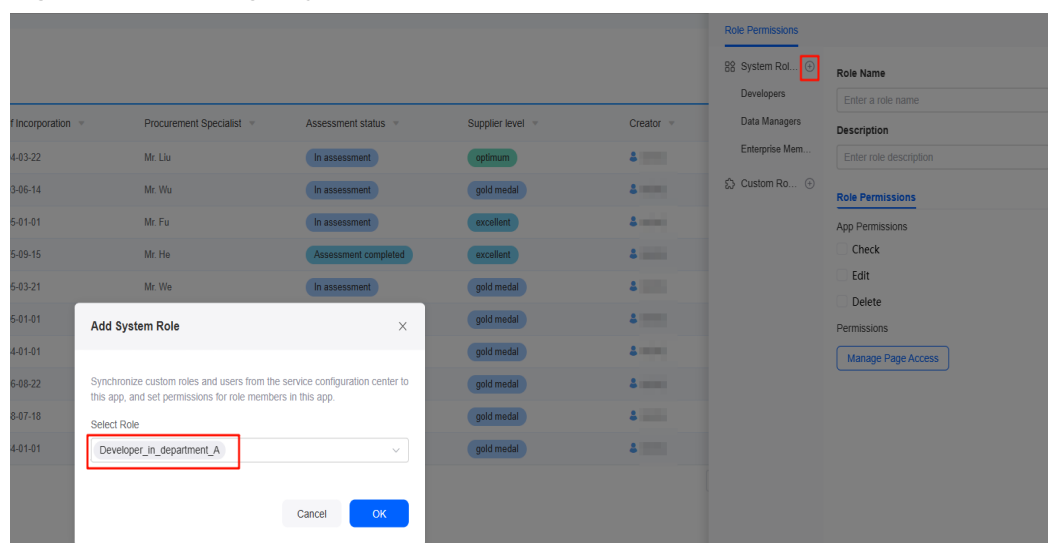 Role Permissions
System Rol...
Developers
Data Managers
Enterprise Mem...
Custom Ro...
Role Name
Enter a role name
Description
Enter role description
Role Permissions
App Permissions
Check
Edit
Delete
Permissions
Manage Page Access
f Incorporation Procurement Specialist Assessment status Supplier level Creator
4-03-22 Mr. Liu In assessment optimum
3-06-14 Mr. Wu In assessment gold medal
5-01-01 Mr. Fu In assessment excellent
5-09-15 Mr. He Assessment completed excellent
5-03-21 Mr. We In assessment gold medal
5-01-01 gold medal
4-01-01 gold medal
6-08-22 gold medal
8-07-18 gold medal
4-01-01 gold medal
Add System Role
Synchronize custom roles and users from the service configuration center to
this app, and set permissions for role members in this app.
Select Role
Developer_in_department_A
Cancel OK